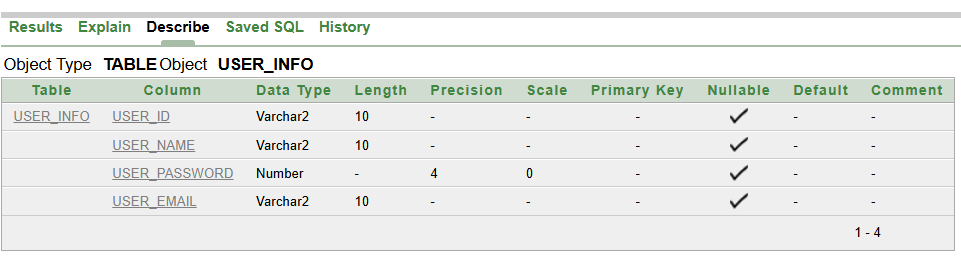 Results Explain Describe Saved SQL History
Object Type TABLE Object USER_INFO
Table Column Data Type Length Precision Scale Primary Key Nullable Default Comment
USER_INFO USER_ID Varchar2 10 - - - ✓ - -
USER_NAME Varchar2 10 - - - ✓ - -
USER_PASSWORD Number - 4 0 - ✓ - -
USER_EMAIL Varchar2 10 - - - ✓ - -
1 - 4